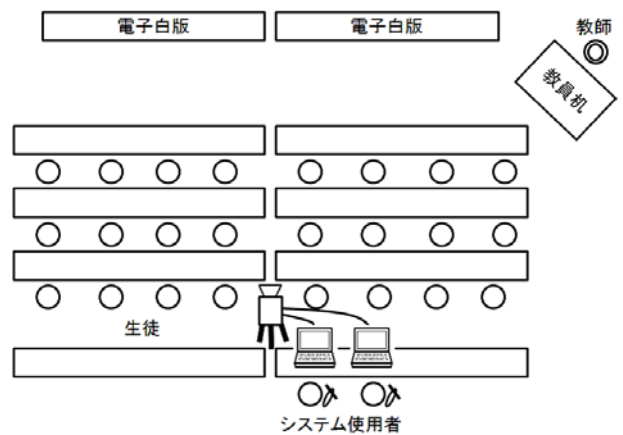 電子白版
電子白版
教師
教員机
生徒
システム使用者